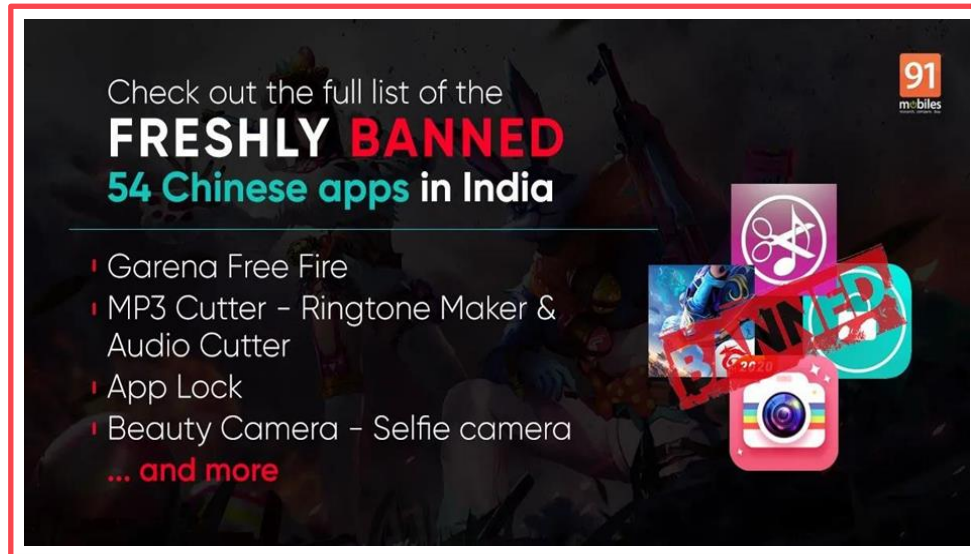 91
mobiles
Check out the full list of the
FRESHLY BANNED
54 Chinese apps in India
Garena Free Fire
MP3 Cutter – Ringtone Maker &
Audio Cutter
App Lock
Beauty Camera – Selfie camera
... and more
BANNED
2020